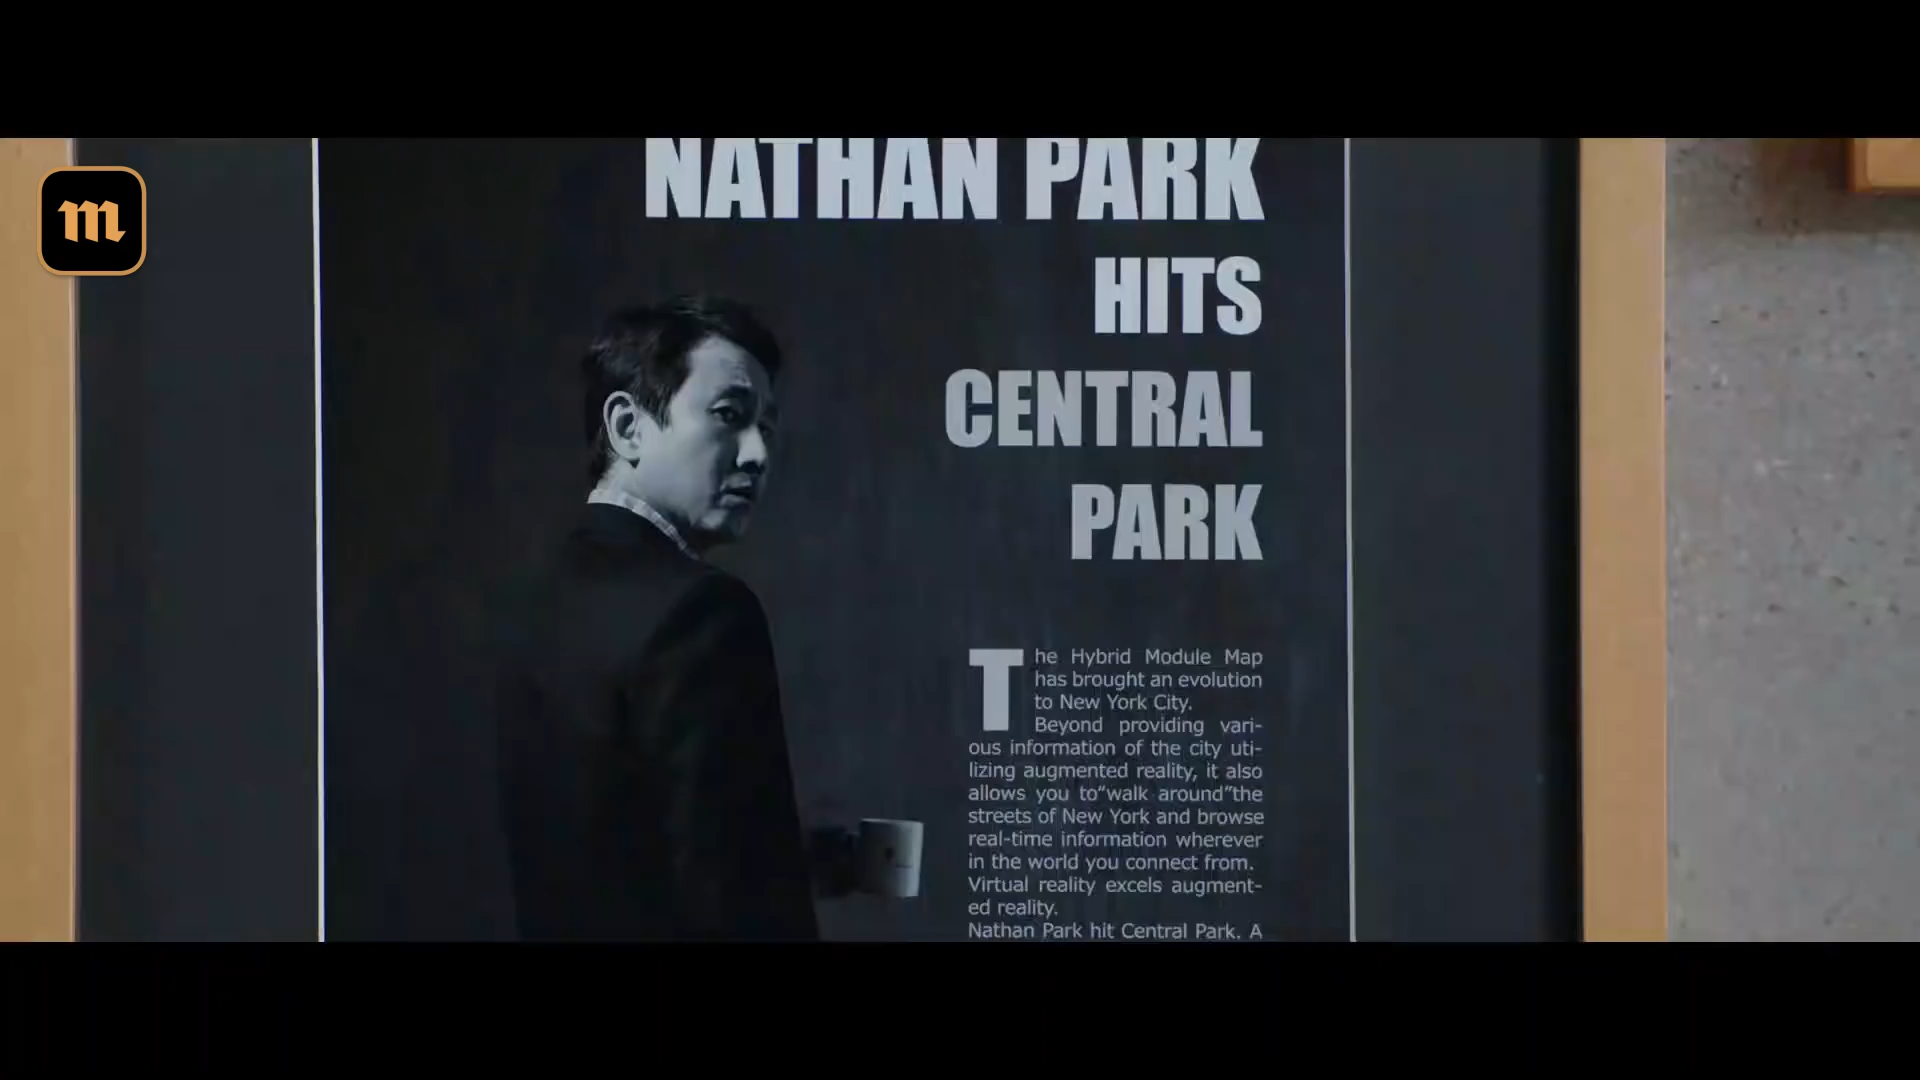 m
NATHAN PARK
HITS
CENTRAL
PARK
The Hybrid Module Map
has brought an evolution
to New York City.
Beyond providing vari-
ous information of the city uti-
lizing augmented reality, it also
allows you to“walk around”the
streets of New York and browse
real-time information wherever
in the world you connect from.
Virtual reality excels augment-
ed reality.
Nathan Park hit Central Park. A